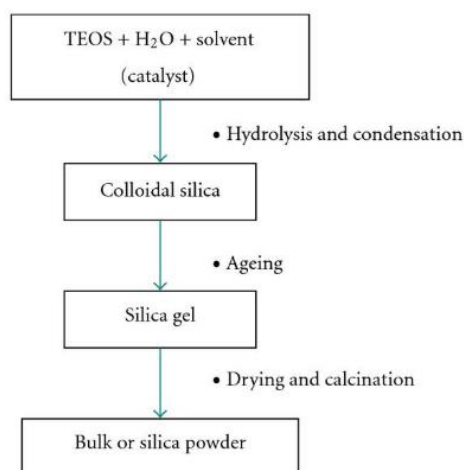 TEOS + H₂O + solvent
(catalyst)
• Hydrolysis and condensation
Colloidal silica
• Ageing
Silica gel
• Drying and calcination
Bulk or silica powder